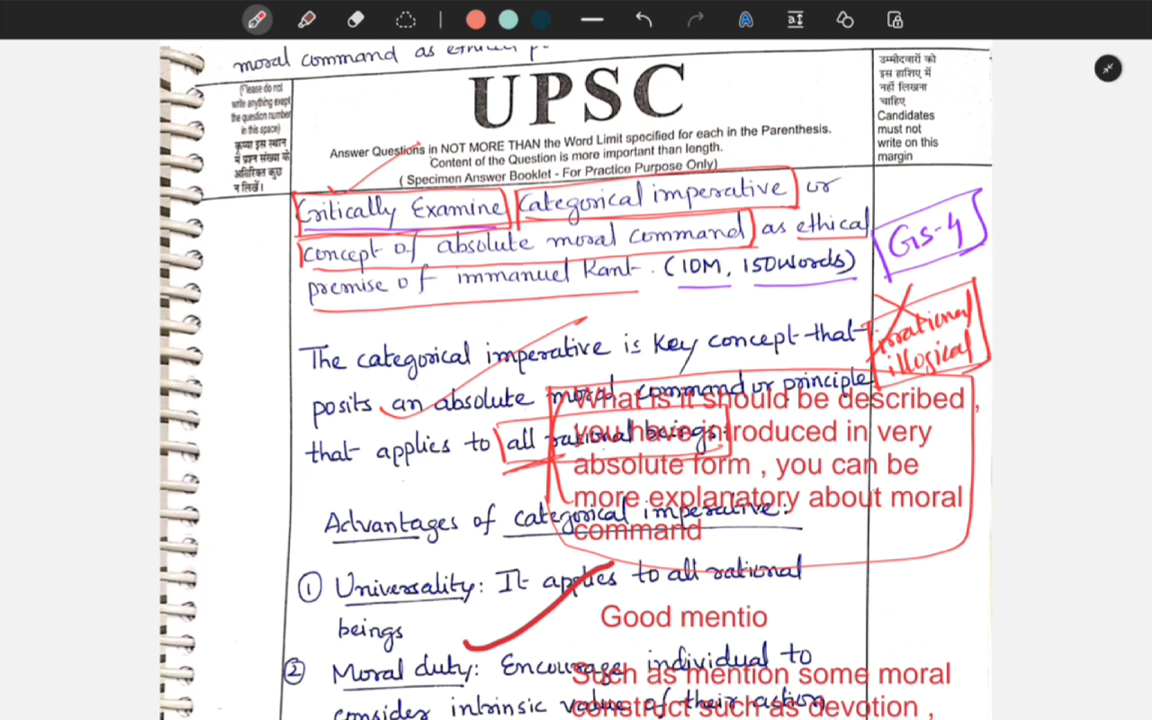 moral command as ethical p
(Please do not
write anything exept
the question number
in this space)
कृपया इस स्थान
में प्रश्न संख्या के
अतिरिक्त कुछ
न लिखें।
UPSC
Answer Questions in NOT MORE THAN the Word Limit specified for each in the Parenthesis.
Content of the Question is more important than length.
( Specimen Answer Booklet - For Practice Purpose Only)
उम्मीदवारों को
इस हाशिए में
नहीं लिखना
चाहिए
Candidates
must not
write on this
margin
Critically Examine Categorical imperative or
concept of absolute moral command as ethical
premise of immanuel Kant. (10M, 150words)
GS-4
The categorical imperative is key concept that
posits an absolute moral command or principle
that applies to all rational beings.
irrational
illogical
What is it should be described ,
you have introduced in very
absolute form , you can be
more explanatory about moral
command
Advantages of categorical imperative:
① Universality: It applies to all rational
beings
Good mentio
② Moral duty: Encourage individual to
consider intrinsic value of their action
Such as mention some moral
construct such as devotion ,